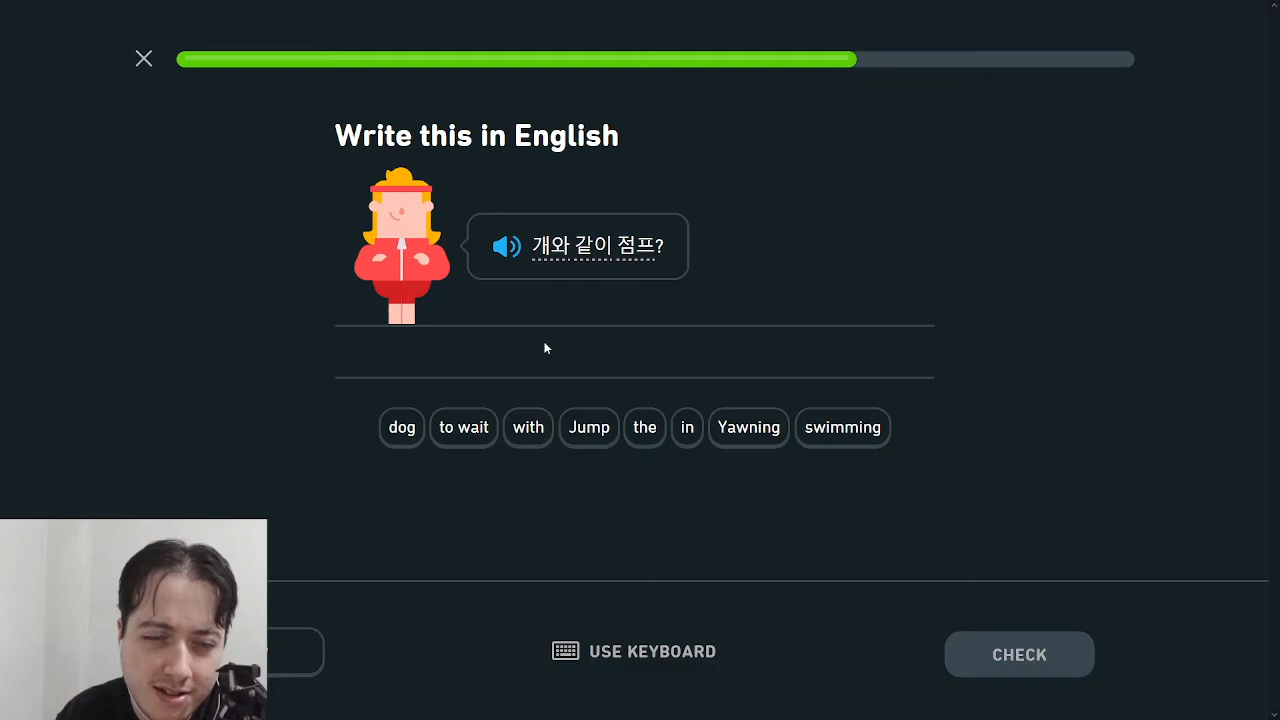 Write this in English
개와 같이 점프?
dog to wait with Jump the in Yawning swimming
USE KEYBOARD
CHECK